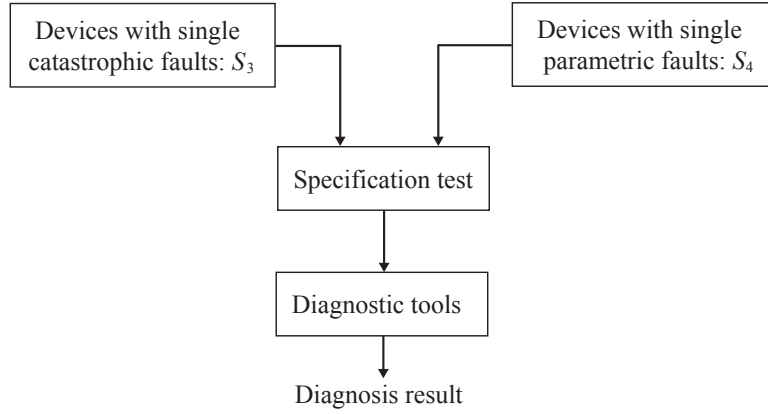 Devices with single
catastrophic faults: S3
Devices with single
parametric faults: S4
Specification test
Diagnostic tools
Diagnosis result